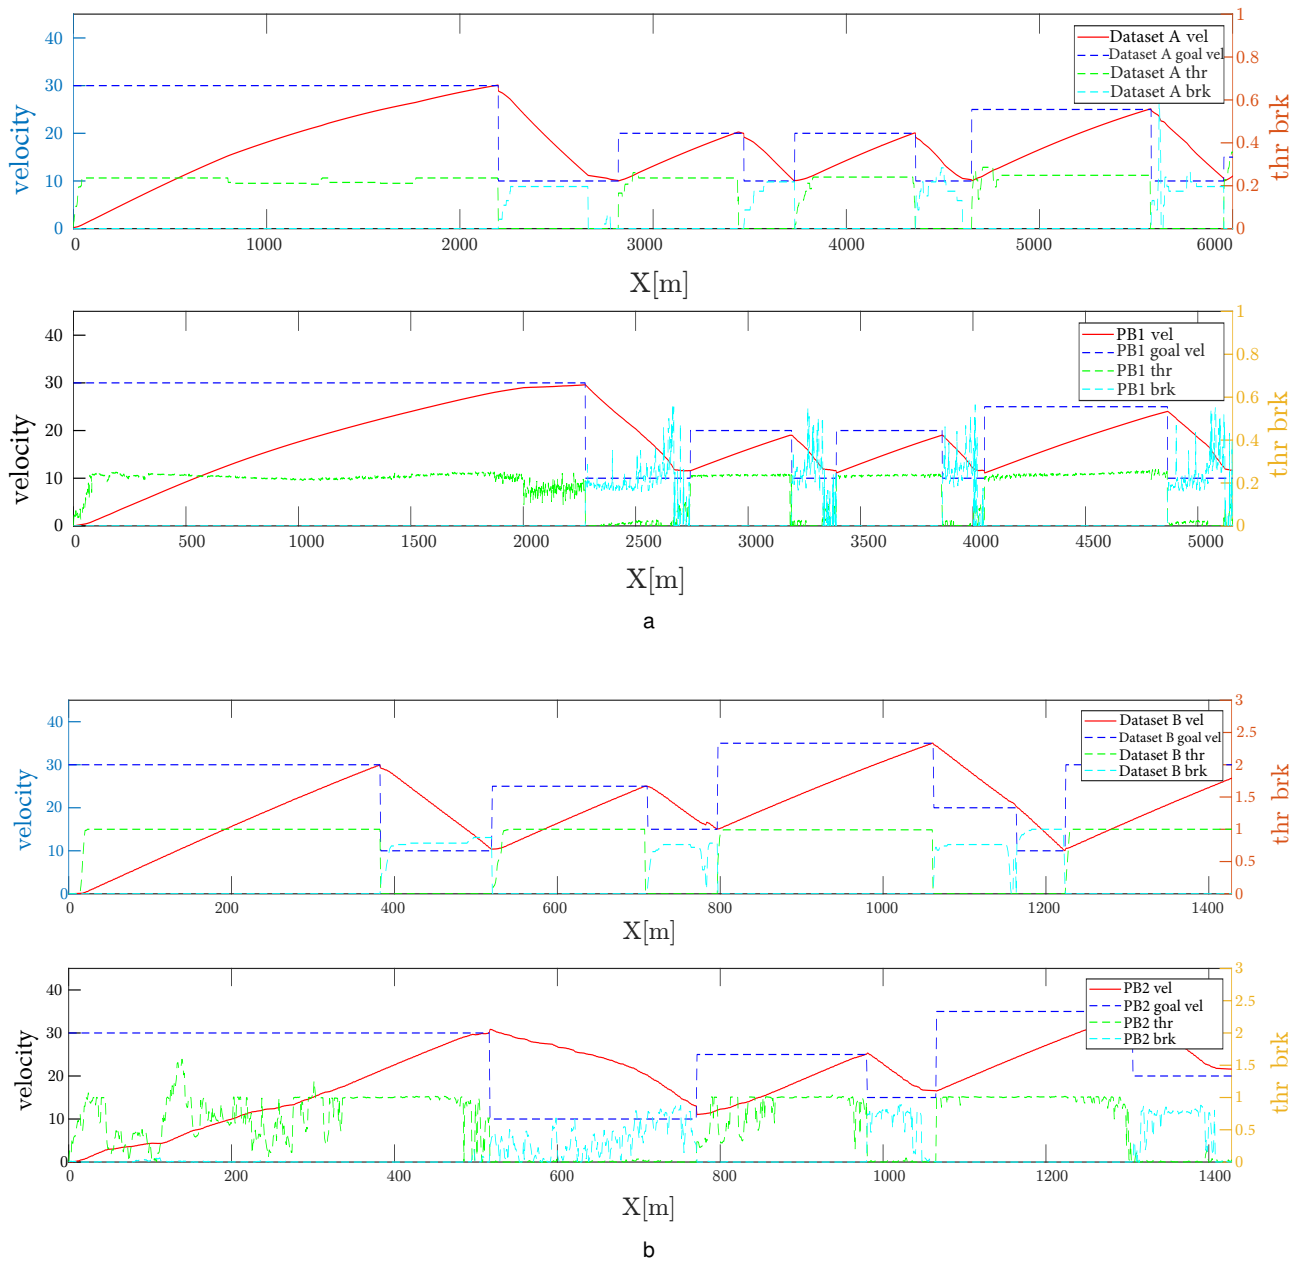 velocity
40
30
20
10
0
0
1000
2000
3000
4000
5000
6000
X[m]
1
0.8
0.6
0.4
0.2
0
thr brk
Dataset A vel
Dataset A goal vel
Dataset A thr
Dataset A brk
velocity
40
30
20
10
0
0
500
1000
1500
2000
2500
3000
3500
4000
4500
5000
X[m]
1
0.8
0.6
0.4
0.2
0
thr brk
PB1 vel
PB1 goal vel
PB1 thr
PB1 brk
a
velocity
40
30
20
10
0
0
200
400
600
800
1000
1200
1400
X[m]
3
2.5
2
1.5
1
0.5
0
thr brk
Dataset B vel
Dataset B goal vel
Dataset B thr
Dataset B brk
velocity
40
30
20
10
0
0
200
400
600
800
1000
1200
1400
X[m]
3
2.5
2
1.5
1
0.5
0
thr brk
PB2 vel
PB2 goal vel
PB2 thr
PB2 brk
b